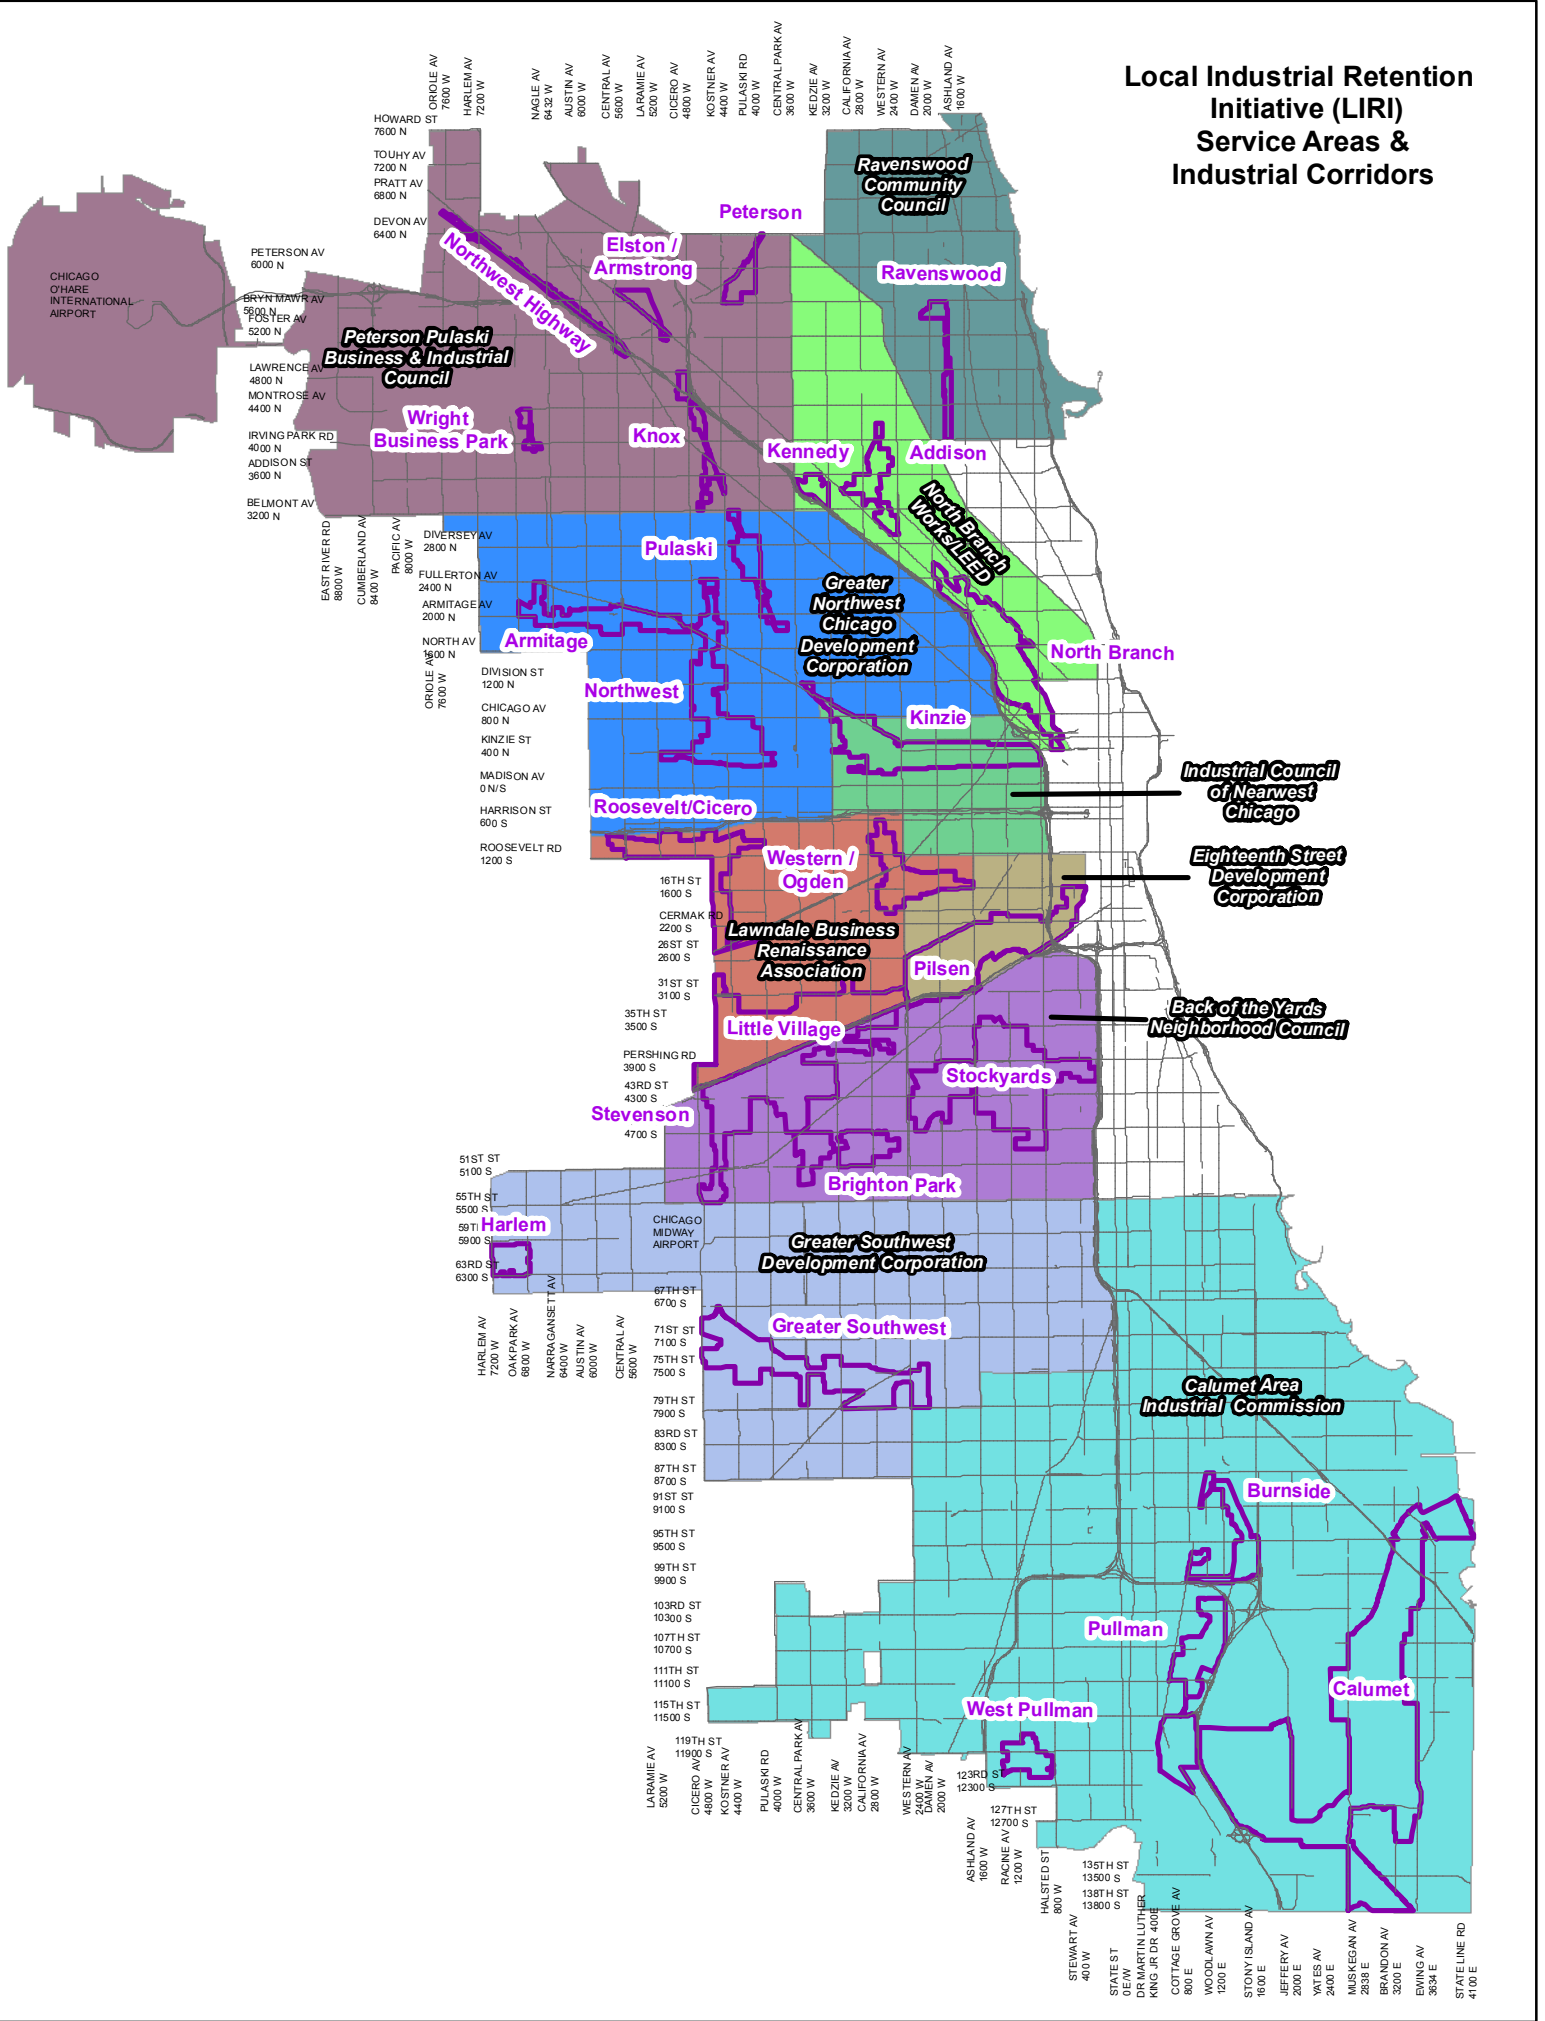 Local Industrial Retention
Initiative (LIRI)
Service Areas &
Industrial Corridors
ORIOLE AV
7600 W
HARLEM AV
7200 W
NAGLE AV
6432 W
AUSTIN AV
6000 W
CENTRAL AV
5600 W
LARAMIE AV
5200 W
CICERO AV
4800 W
KOSTNER AV
4400 W
PULASKI RD
4000 W
CENTRAL PARK AV
3600 W
KEDZIE AV
3200 W
CALIFORNIA AV
2800 W
WESTERN AV
2400 W
DAMEN AV
2000 W
ASHLAND AV
1600 W
HOWARD ST
7600 N
TOUHY AV
7200 N
PRATT AV
6800 N
DEVON AV
6400 N
PETERSON AV
6000 N
BRYN MAWR AV
5600 N
FOSTER AV
5200 N
LAWRENCE AV
4800 N
MONTROSE AV
4400 N
IRVING PARK RD
4000 N
ADDISON ST
3600 N
BELMONT AV
3200 N
CHICAGO
O'HARE
INTERNATIONAL
AIRPORT
Ravenswood
Community
Council
Peterson
Elston /
Armstrong
Northwest Highway
Ravenswood
Peterson Pulaski
Business & Industrial
Council
Wright
Business Park
Knox
Kennedy
Addison
North Branch
Works/LEED
EAST RIVER RD
8800 W
CUMBERLAND AV
8400 W
PACIFIC AV
8000 W
DIVERSEY AV
2800 N
FULLERTON AV
2400 N
ARMITAGE AV
2000 N
NORTH AV
1600 N
ORIOLE AV
7600 W
DIVISION ST
1200 N
CHICAGO AV
800 N
KINZIE ST
400 N
MADISON AV
0 N/S
HARRISON ST
600 S
ROOSEVELT RD
1200 S
Pulaski
Greater
Northwest
Chicago
Development
Corporation
Armitage
North Branch
Northwest
Kinzie
Industrial Council
of Nearwest
Chicago
Roosevelt/Cicero
Western /
Ogden
Eighteenth Street
Development
Corporation
16TH ST
1600 S
CERMAK RD
2200 S
26ST ST
2600 S
31ST ST
3100 S
35TH ST
3500 S
PERSHING RD
3900 S
43RD ST
4300 S
4700 S
Lawndale Business
Renaissance
Association
Pilsen
Little Village
Back of the Yards
Neighborhood Council
Stockyards
Stevenson
Brighton Park
51ST ST
5100 S
55TH ST
5500 S
59TH
5900 S
63RD ST
6300 S
Harlem
CHICAGO
MIDWAY
AIRPORT
Greater Southwest
Development Corporation
HARLEM AV
7200 W
OAK PARK AV
6800 W
NARRAGANSETT AV
6400 W
AUSTIN AV
6000 W
CENTRAL AV
5600 W
67TH ST
6700 S
71ST ST
7100 S
75TH ST
7500 S
79TH ST
7900 S
83RD ST
8300 S
87TH ST
8700 S
91ST ST
9100 S
95TH ST
9500 S
99TH ST
9900 S
103RD ST
10300 S
107TH ST
10700 S
111TH ST
11100 S
115TH ST
11500 S
119TH ST
11900 S
Greater Southwest
Calumet Area
Industrial Commission
Burnside
Pullman
Calumet
West Pullman
LARAMIE AV
5200 W
CICERO AV
4800 W
KOSTNER AV
4400 W
PULASKI RD
4000 W
CENTRAL PARK AV
3600 W
KEDZIE AV
3200 W
CALIFORNIA AV
2800 W
WESTERN AV
2400 W
DAMEN AV
2000 W
123RD ST
12300 S
127TH ST
12700 S
ASHLAND AV
1600 W
RACINE AV
1200 W
HALSTED ST
800 W
135TH ST
13500 S
138TH ST
13800 S
STEWART AV
400 W
STATE ST
0 E/W
DR MARTIN LUTHER
KING JR DR 400E
COTTAGE GROVE AV
800 E
WOODLAWN AV
1200 E
STONY ISLAND AV
1600 E
JEFFERY AV
2000 E
YATES AV
2400 E
MUSKEGAN AV
2838 E
BRANDON AV
3200 E
EWING AV
3634 E
STATE LINE RD
4100 E